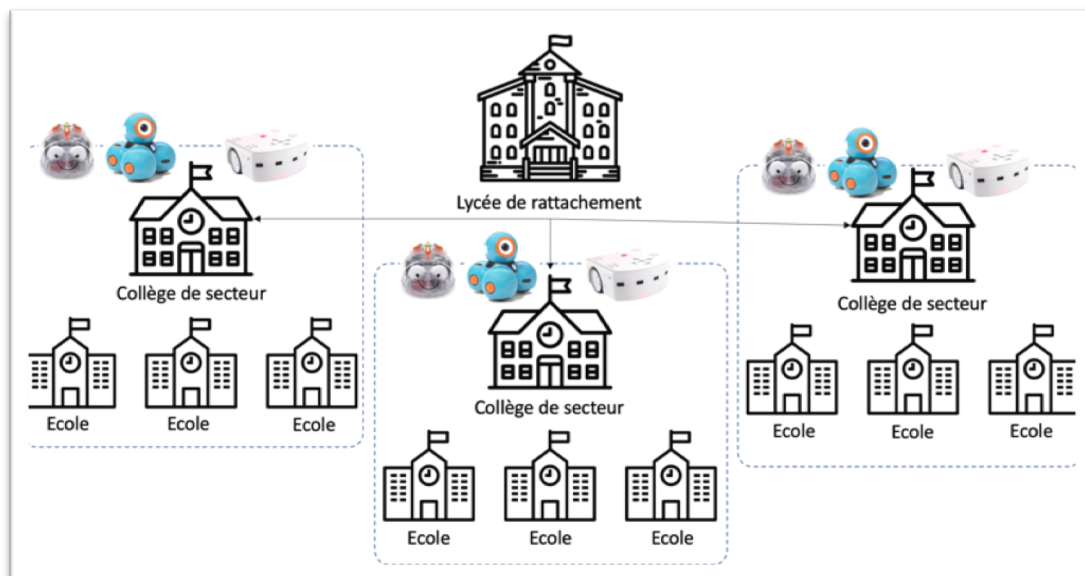 Lycée de rattachement
Collège de secteur
Collège de secteur
Collège de secteur
Ecole
Ecole
Ecole
Ecole
Ecole
Ecole
Ecole
Ecole
Ecole